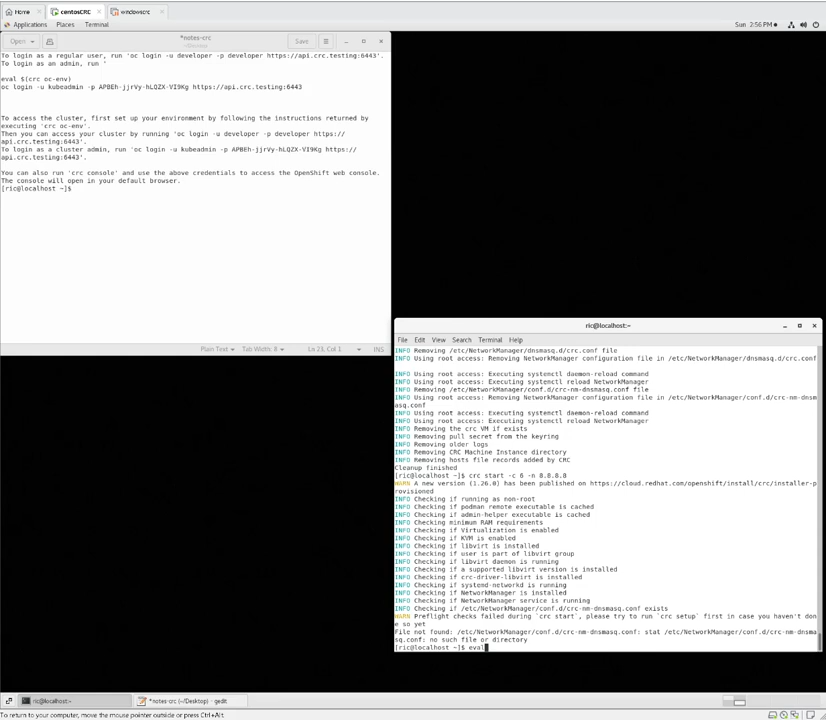 Home
centosCRC
windowscrc
Applications Places Terminal
Sun 2:56 PM
Open
*notes-crc
~/Desktop
Save
To login as a regular user, run 'oc login -u developer -p developer https://api.crc.testing:6443'.
To login as an admin, run '
eval $(crc oc-env)
oc login -u kubeadmin -p APBEh-jjrVy-hLQZX-VI9Kg https://api.crc.testing:6443
To access the cluster, first set up your environment by following the instructions returned by
executing 'crc oc-env'.
Then you can access your cluster by running 'oc login -u developer -p developer https://
api.crc.testing:6443'.
To login as a cluster admin, run 'oc login -u kubeadmin -p APBEh-jjrVy-hLQZX-VI9Kg https://
api.crc.testing:6443'.
You can also run 'crc console' and use the above credentials to access the OpenShift web console.
The console will open in your default browser.
[ric@localhost ~]$
Plain Text Tab Width: 8 Ln 23, Col 1 INS
ric@localhost:~
File Edit View Search Terminal Help
INFO Removing /etc/NetworkManager/dnsmasq.d/crc.conf file
INFO Using root access: Removing NetworkManager configuration file in /etc/NetworkManager/dnsmasq.d/crc.conf
INFO Using root access: Executing systemctl daemon-reload command
INFO Using root access: Executing systemctl reload NetworkManager
INFO Removing /etc/NetworkManager/conf.d/crc-nm-dnsmasq.conf file
INFO Using root access: Removing NetworkManager configuration file in /etc/NetworkManager/conf.d/crc-nm-dnsm
asq.conf
INFO Using root access: Executing systemctl daemon-reload command
INFO Using root access: Executing systemctl reload NetworkManager
INFO Removing the crc VM if exists
INFO Removing pull secret from the keyring
INFO Removing older logs
INFO Removing CRC Machine Instance directory
INFO Removing hosts file records added by CRC
Cleanup finished
[ric@localhost ~]$ crc start -c 6 -n 8.8.8.8
WARN A new version (1.26.0) has been published on https://cloud.redhat.com/openshift/install/crc/installer-p
rovisioned
INFO Checking if running as non-root
INFO Checking if podman remote executable is cached
INFO Checking if admin-helper executable is cached
INFO Checking minimum RAM requirements
INFO Checking if Virtualization is enabled
INFO Checking if KVM is enabled
INFO Checking if libvirt is installed
INFO Checking if user is part of libvirt group
INFO Checking if libvirt daemon is running
INFO Checking if a supported libvirt version is installed
INFO Checking if crc-driver-libvirt is installed
INFO Checking if systemd-networkd is running
INFO Checking if NetworkManager is installed
INFO Checking if NetworkManager service is running
INFO Checking if /etc/NetworkManager/conf.d/crc-nm-dnsmasq.conf exists
WARN Preflight checks failed during `crc start`, please try to run `crc setup` first in case you haven't don
e so yet
File not found: /etc/NetworkManager/conf.d/crc-nm-dnsmasq.conf: stat /etc/NetworkManager/conf.d/crc-nm-dnsma
sq.conf: no such file or directory
[ric@localhost ~]$ eval
ric@localhost:~
*notes-crc (~/Desktop) - gedit
To return to your computer, move the mouse pointer outside or press Ctrl+Alt.